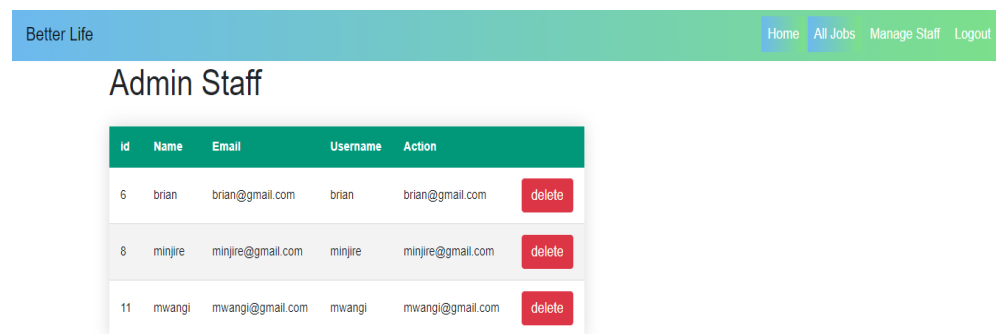 Better Life
Home All Jobs Manage Staff Logout
Admin Staff
id Name Email Username Action
6 brian brian@gmail.com brian brian@gmail.com delete
8 minjire minjire@gmail.com minjire minjire@gmail.com delete
11 mwangi mwangi@gmail.com mwangi mwangi@gmail.com delete